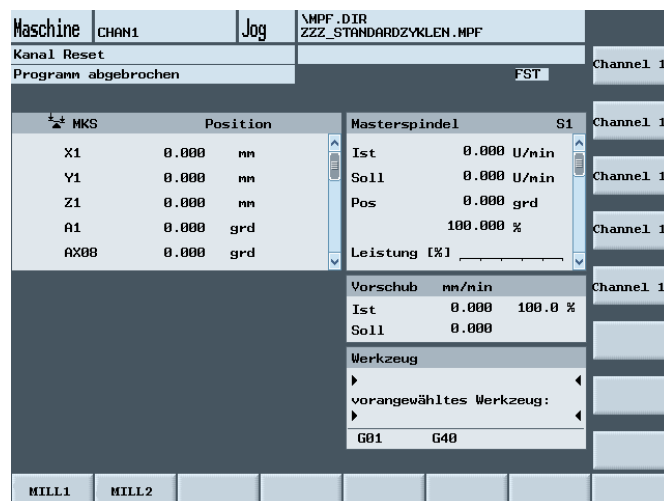 Maschine CHAN1 Jog \MPF.DIR
ZZZ_STANDARDZYKLEN.MPF
Kanal Reset
Programm abgebrochen FST
MKS Position
X1 0.000 mm
Y1 0.000 mm
Z1 0.000 mm
A1 0.000 grd
AX08 0.000 grd
Masterspindel S1
Ist 0.000 U/min
Soll 0.000 U/min
Pos 0.000 grd
100.000 %
Leistung [%]
Vorschub mm/min
Ist 0.000 100.0 %
Soll 0.000
Werkzeug
vorangewähltes Werkzeug:
G01 G40
Channel 1
Channel 1
Channel 1
Channel 1
Channel 1
MILL1 MILL2